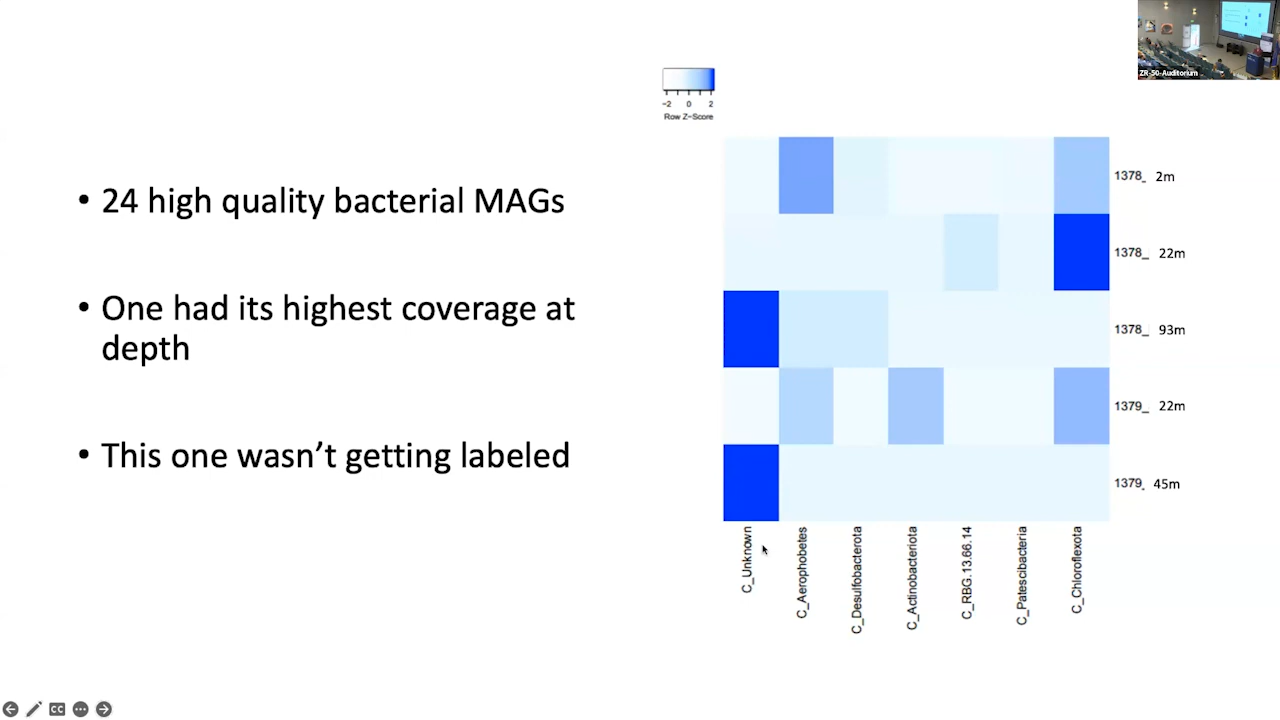 ZR-S0-Auditorium
• 24 high quality bacterial MAGs
• One had its highest coverage at
depth
• This one wasn't getting labeled
−2 0 2
Row Z−Score
1378_ 2m
1378_ 22m
1378_ 93m
1379_ 22m
1379_ 45m
C_Unknown
C_Aerophobetes
C_Desulfobacterota
C_Actinobacteriota
C_RBG.13.66.14
C_Patescibacteria
C_Chloroflexota
CC